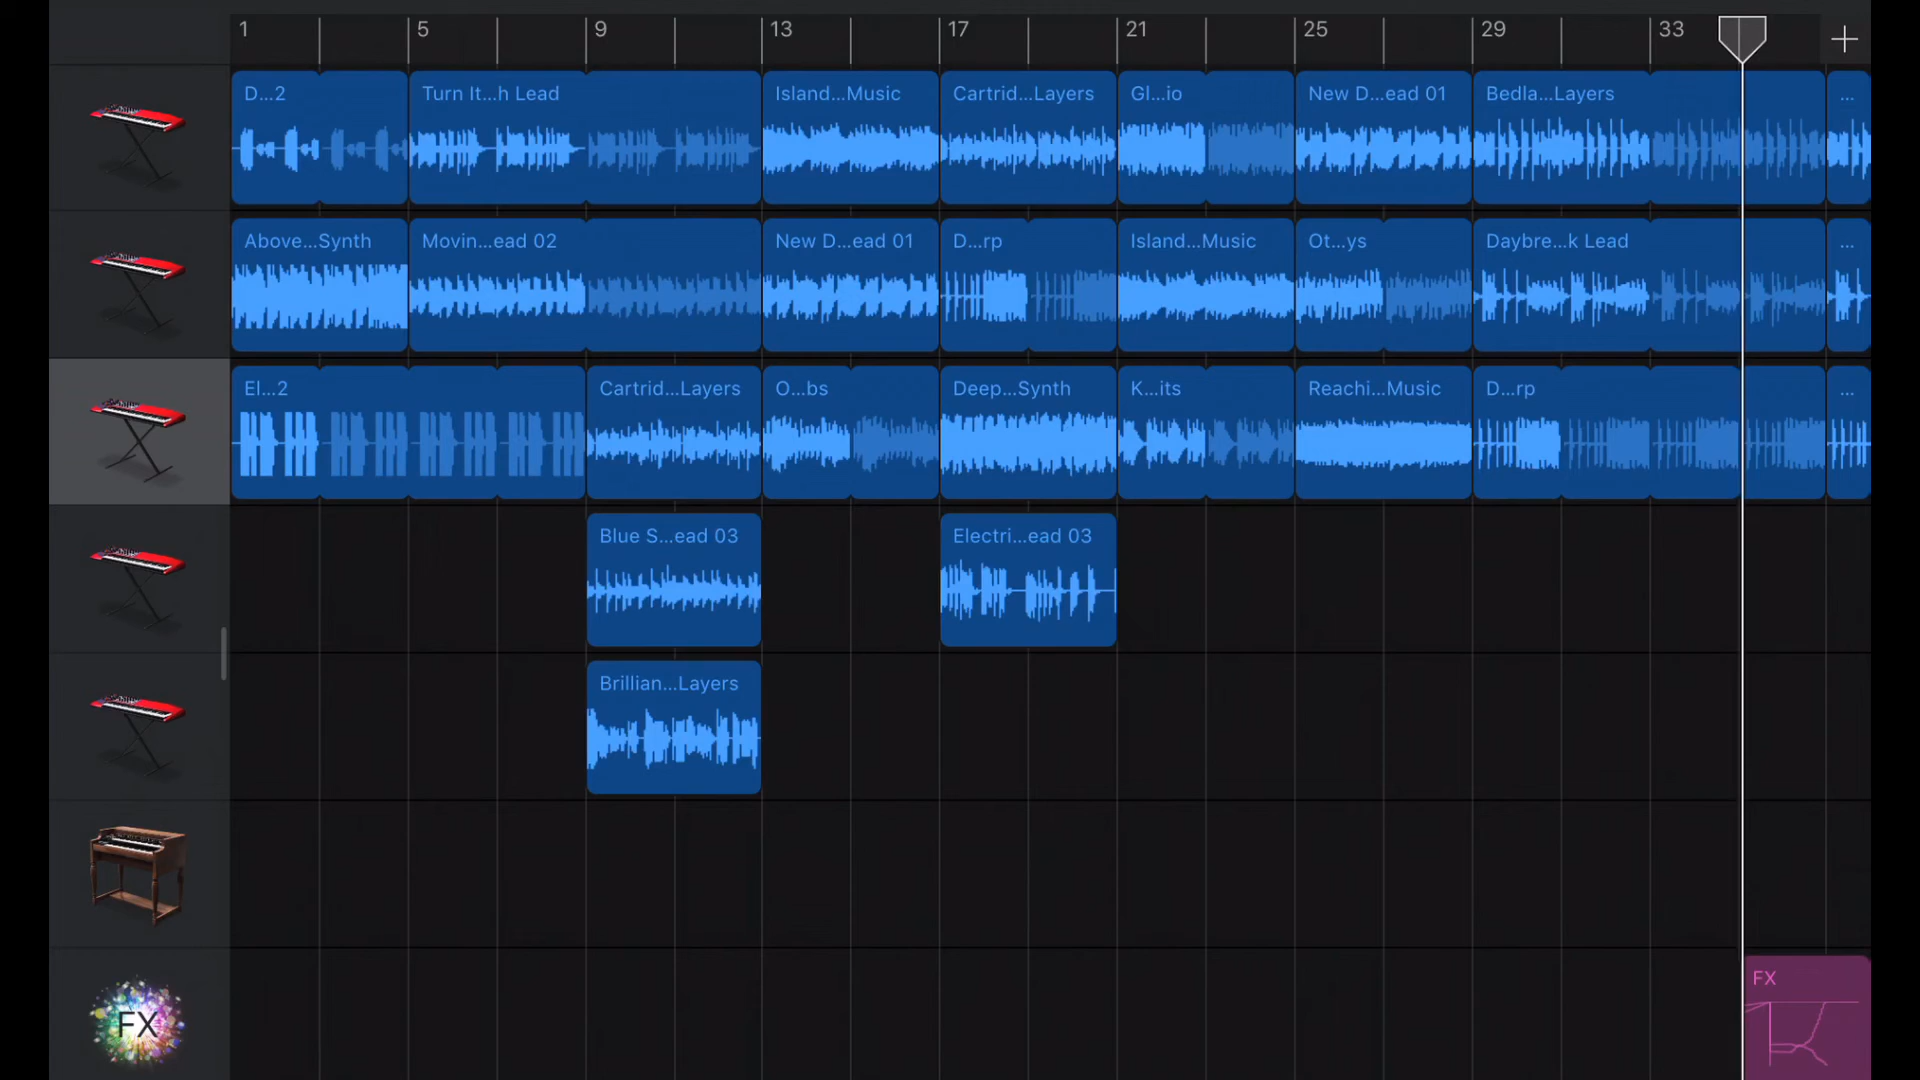 1 5 9 13 17 21 25 29 33 +
D...2 Turn It...h Lead Island...Music Cartrid...Layers Gl...io New D...ead 01 Bedla...Layers ...
Above...Synth Movin...ead 02 New D...ead 01 D...rp Island...Music Ot...ys Daybre...k Lead ...
El...2 Cartrid...Layers O...bs Deep...Synth K...its Reachi...Music D...rp ...
Blue S...ead 03 Electri...ead 03
Brillian...Layers
FX FX